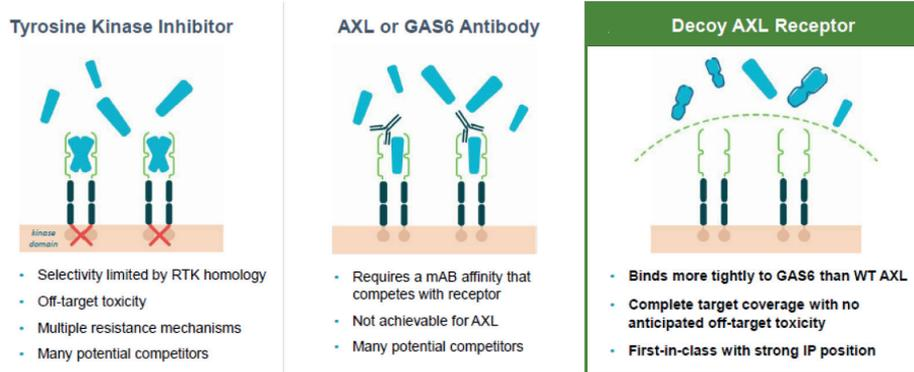 Tyrosine Kinase Inhibitor
kinase
domain
• Selectivity limited by RTK homology
• Off-target toxicity
• Multiple resistance mechanisms
• Many potential competitors
AXL or GAS6 Antibody
• Requires a mAB affinity that
competes with receptor
• Not achievable for AXL
• Many potential competitors
Decoy AXL Receptor
• Binds more tightly to GAS6 than WT AXL
• Complete target coverage with no
anticipated off-target toxicity
• First-in-class with strong IP position